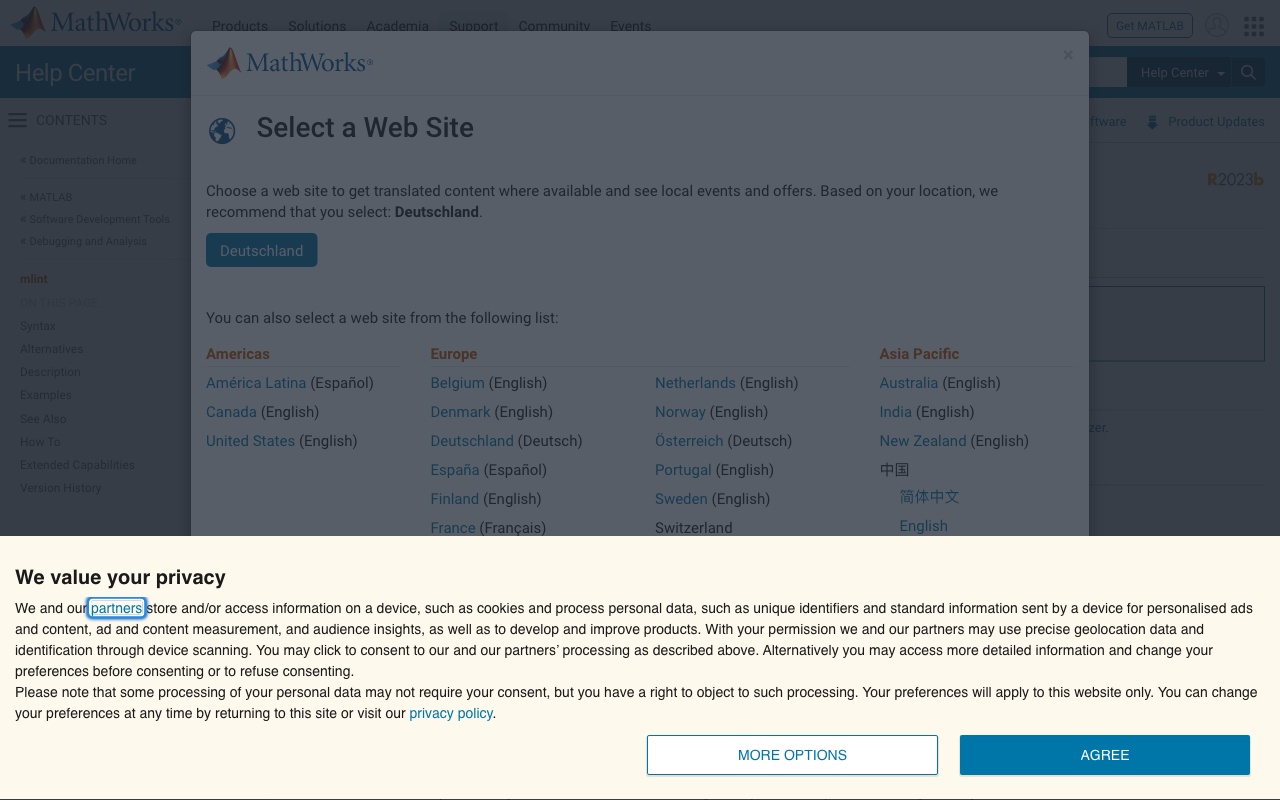 MathWorks®
Products Solutions Academia Support Community Events
Get MATLAB
Help Center
Help Center
CONTENTS
ftware
Product Updates
« Documentation Home
« MATLAB
« Software Development Tools
« Debugging and Analysis
R2023b
mlint
ON THIS PAGE
Syntax
Alternatives
Description
Examples
See Also
How To
Extended Capabilities
Version History
zer.
MathWorks®
×
Select a Web Site
Choose a web site to get translated content where available and see local events and offers. Based on your location, we
recommend that you select: Deutschland.
Deutschland
You can also select a web site from the following list:
Americas
América Latina (Español)
Canada (English)
United States (English)
Europe
Belgium (English)
Denmark (English)
Deutschland (Deutsch)
España (Español)
Finland (English)
France (Français)
Netherlands (English)
Norway (English)
Österreich (Deutsch)
Portugal (English)
Sweden (English)
Switzerland
Asia Pacific
Australia (English)
India (English)
New Zealand (English)
中国
简体中文
English
We value your privacy
We and our partners store and/or access information on a device, such as cookies and process personal data, such as unique identifiers and standard information sent by a device for personalised ads
and content, ad and content measurement, and audience insights, as well as to develop and improve products. With your permission we and our partners may use precise geolocation data and
identification through device scanning. You may click to consent to our and our partners’ processing as described above. Alternatively you may access more detailed information and change your
preferences before consenting or to refuse consenting.
Please note that some processing of your personal data may not require your consent, but you have a right to object to such processing. Your preferences will apply to this website only. You can change
your preferences at any time by returning to this site or visit our privacy policy.
MORE OPTIONS
AGREE